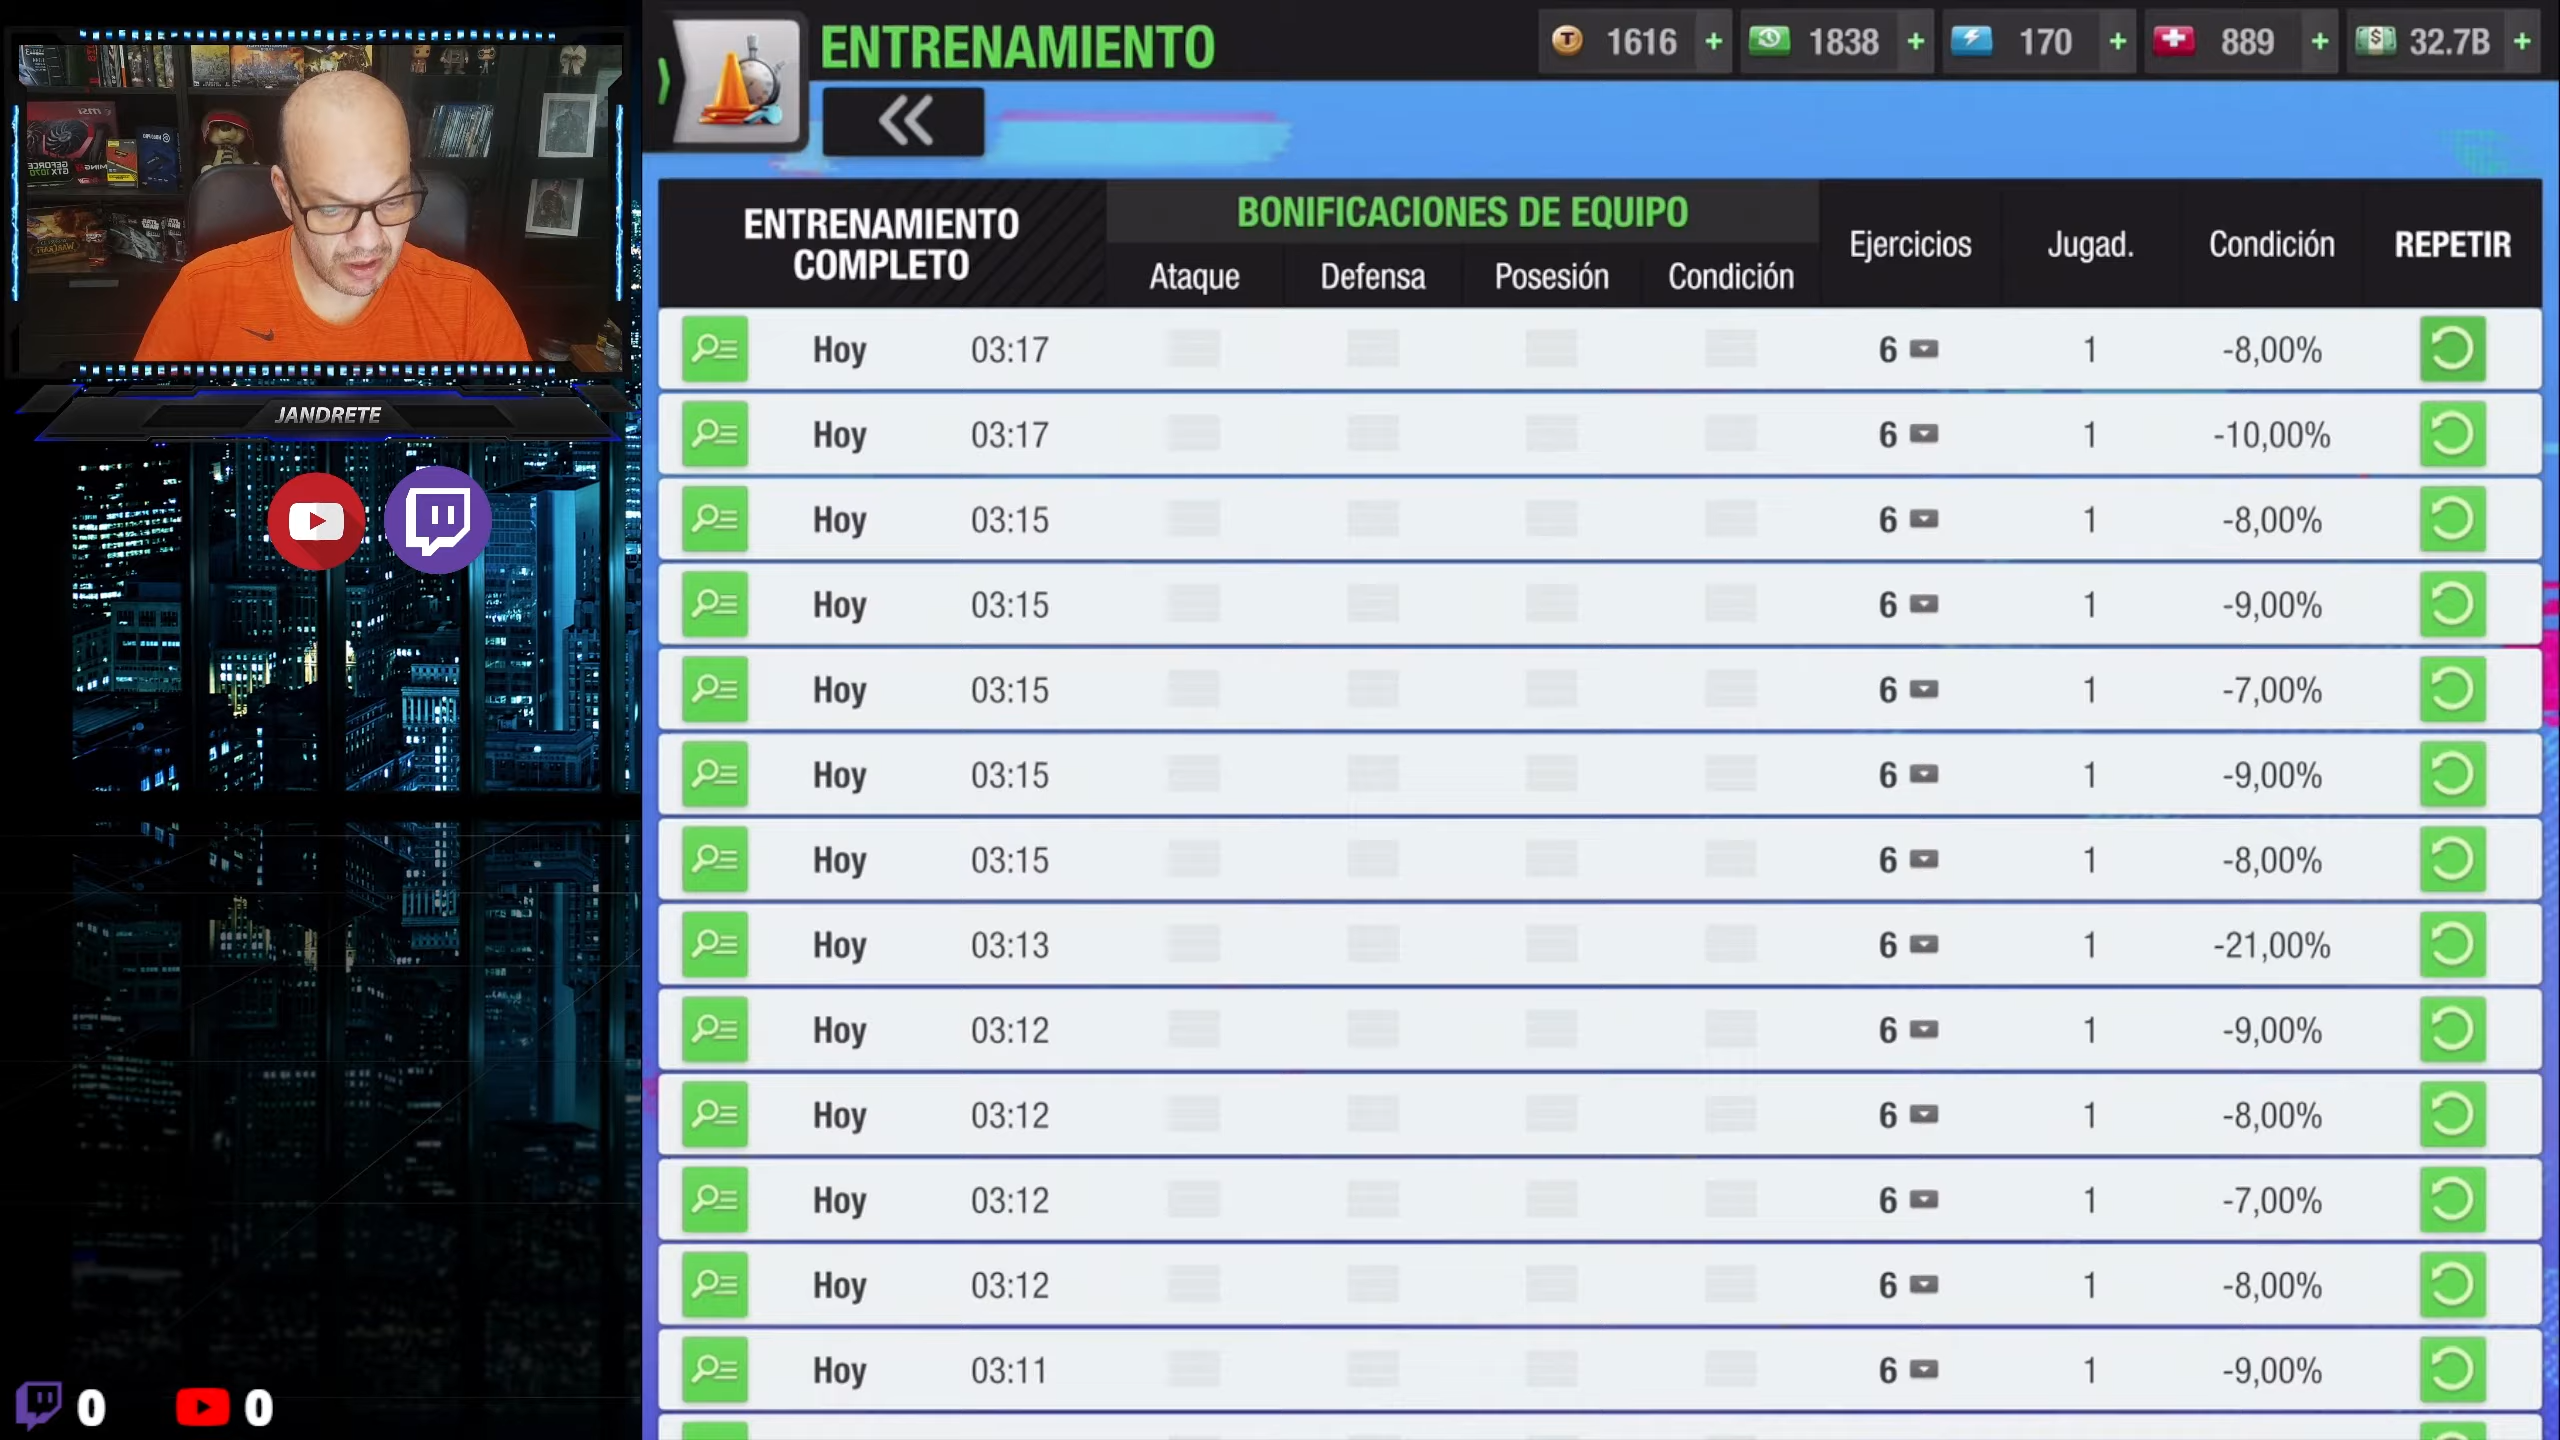 ENTRENAMIENTO
1616 +
1838 +
170 +
889 +
32.7B +
ENTRENAMIENTO
COMPLETO
BONIFICACIONES DE EQUIPO
Ataque Defensa Posesión Condición
Ejercicios Jugad. Condición REPETIR
Hoy 03:17 6 1 -8,00%
Hoy 03:17 6 1 -10,00%
Hoy 03:15 6 1 -8,00%
Hoy 03:15 6 1 -9,00%
Hoy 03:15 6 1 -7,00%
Hoy 03:15 6 1 -9,00%
Hoy 03:15 6 1 -8,00%
Hoy 03:13 6 1 -21,00%
Hoy 03:12 6 1 -9,00%
Hoy 03:12 6 1 -8,00%
Hoy 03:12 6 1 -7,00%
Hoy 03:12 6 1 -8,00%
Hoy 03:11 6 1 -9,00%
JANDRETE
0 0